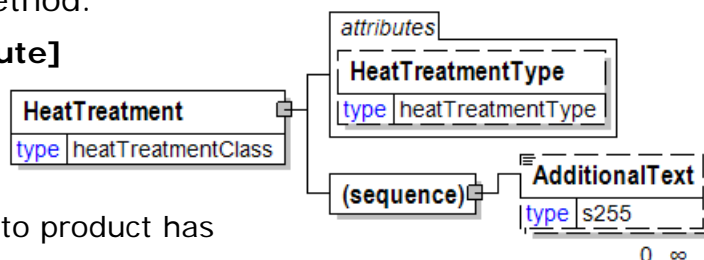 ethod.
ute]
attributes
HeatTreatmentType
type heatTreatmentType
HeatTreatment
type heatTreatmentClass
(sequence)
AdditionalText
type s255
to product has
0 ∞